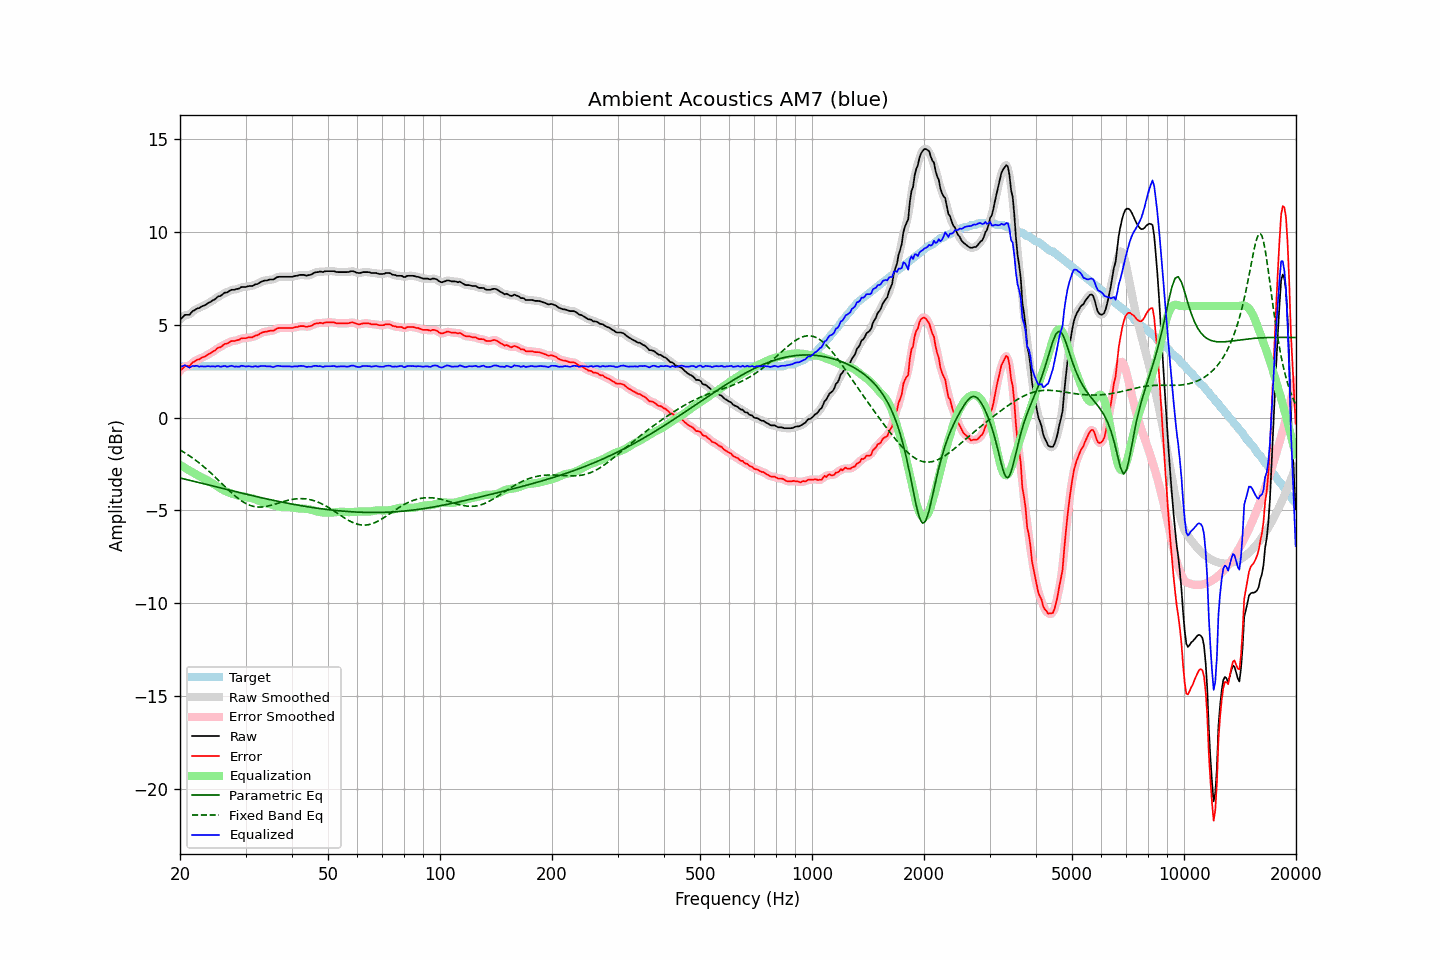 Ambient Acoustics AM7 (blue)
15
10
5
0
−5
−10
−15
−20
Amplitude (dBr)
Target
Raw Smoothed
Error Smoothed
Raw
Error
Equalization
Parametric Eq
Fixed Band Eq
Equalized
20 50 100 200 500 1000 2000 5000 10000 20000
Frequency (Hz)